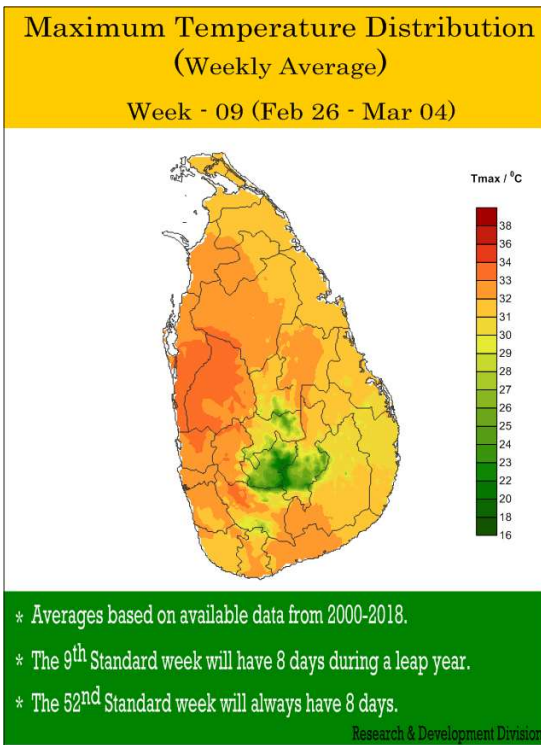 Maximum Temperature Distribution
(Weekly Average)
Week - 09 (Feb 26 - Mar 04)
Tmax / ⁰C
38
36
34
33
32
31
30
29
28
27
26
25
24
23
22
20
18
16
* Averages based on available data from 2000-2018.
* The 9th Standard week will have 8 days during a leap year.
* The 52nd Standard week will always have 8 days.
Research & Development Division